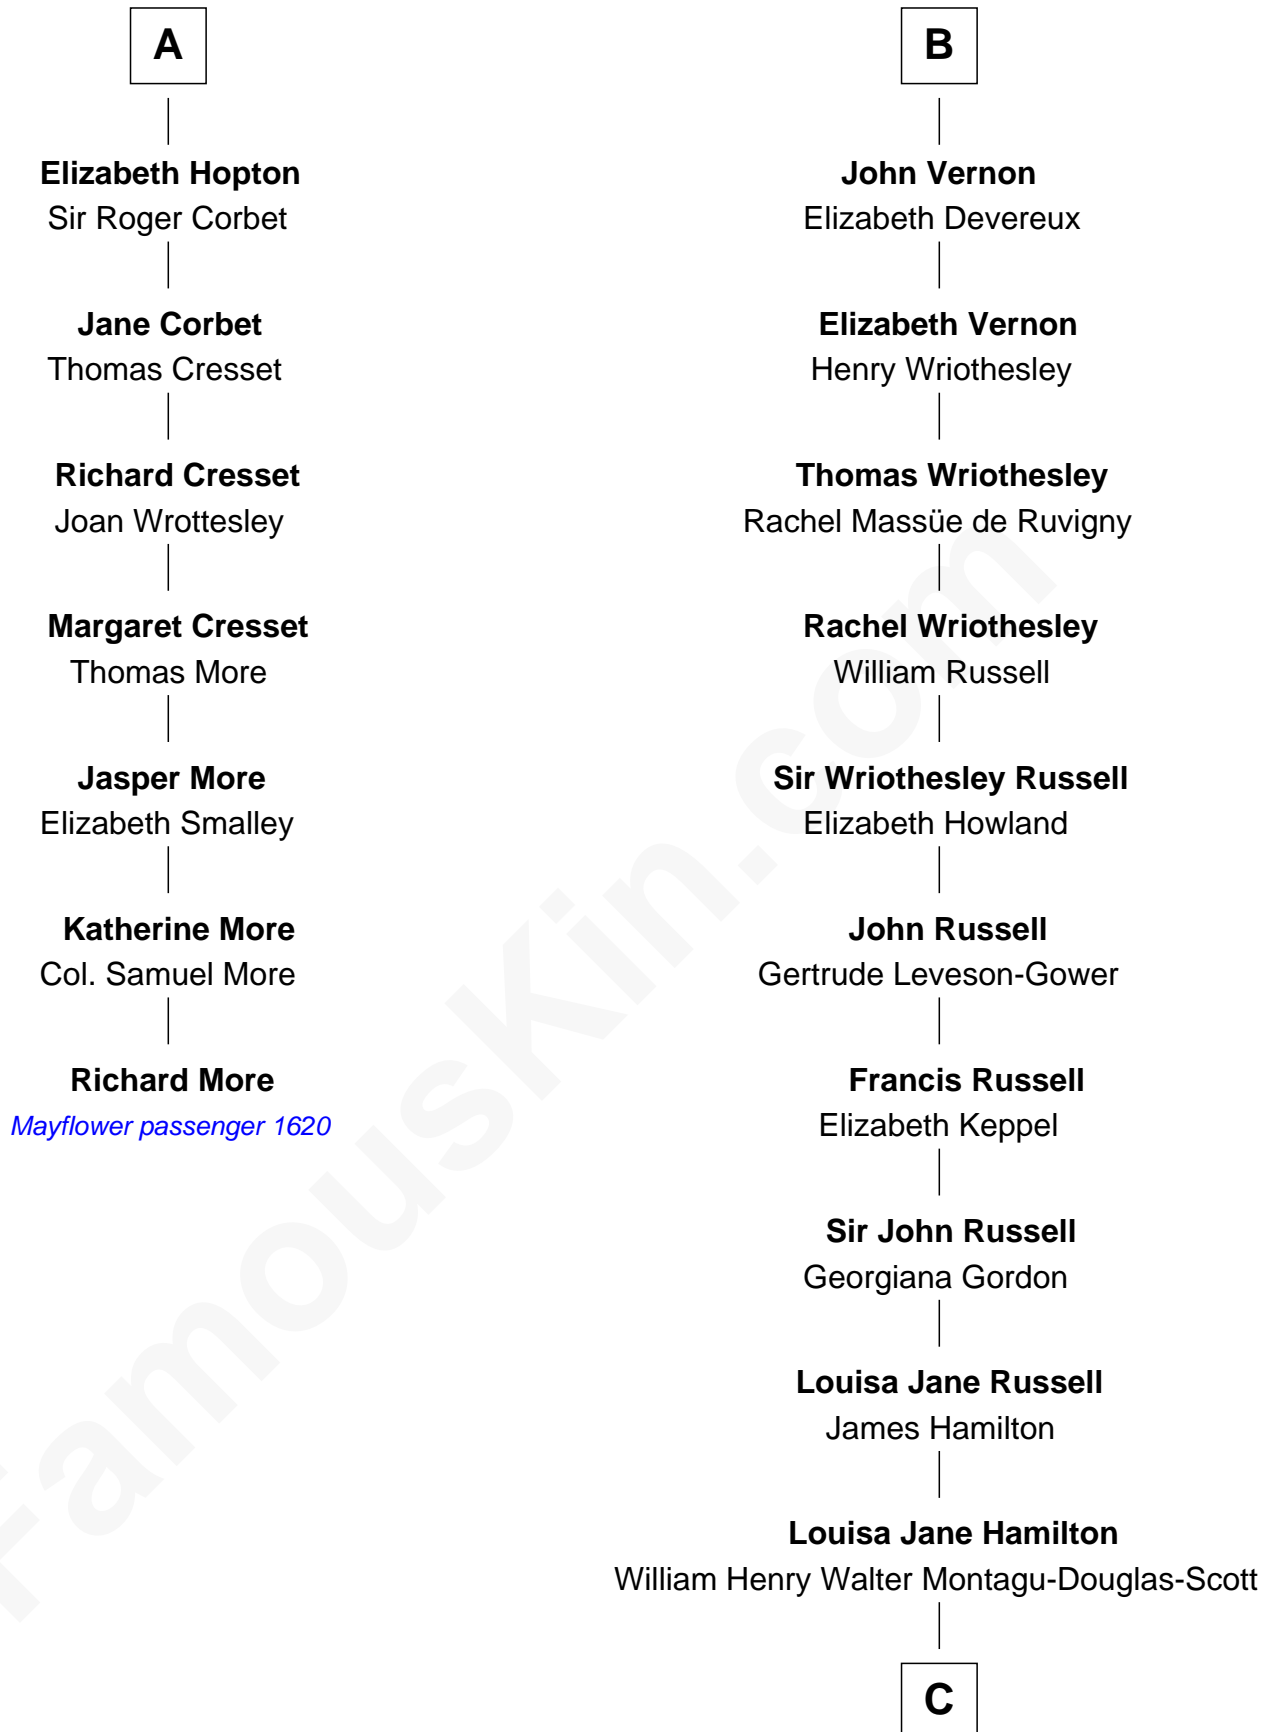 A
Elizabeth Hopton
Sir Roger Corbet
Jane Corbet
Thomas Cresset
Richard Cresset
Joan Wrottesley
Margaret Cresset
Thomas More
Jasper More
Elizabeth Smalley
Katherine More
Col. Samuel More
Richard More
Mayflower passenger 1620
B
John Vernon
Elizabeth Devereux
Elizabeth Vernon
Henry Wriothesley
Thomas Wriothesley
Rachel Massüe de Ruvigny
Rachel Wriothesley
William Russell
Sir Wriothesley Russell
Elizabeth Howland
John Russell
Gertrude Leveson-Gower
Francis Russell
Elizabeth Keppel
Sir John Russell
Georgiana Gordon
Louisa Jane Russell
James Hamilton
Louisa Jane Hamilton
William Henry Walter Montagu-Douglas-Scott
C
FamousKin.com